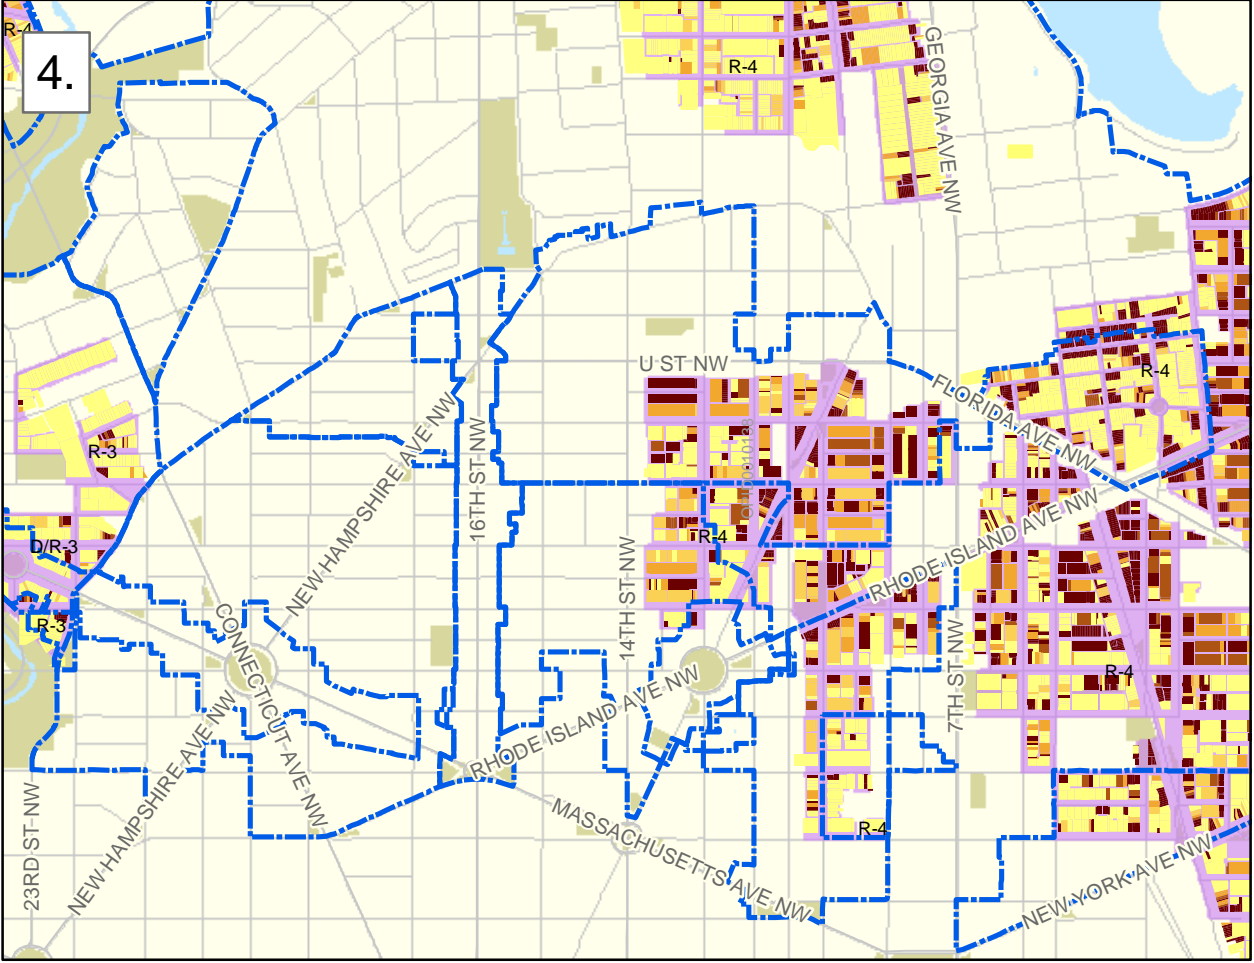 R-4
4.
R-4
GEORGIA AVE NW
U ST NW
R-4
FLORIDA AVE NW
R-3
NEW HAMPSHIRE AVE NW
16TH ST NW
RHODE ISLAND AVE NW
D/R-3
R-4
14TH ST NW
R-3
CONNECTICUT AVE NW
7TH ST NW
R-4
RHODE ISLAND AVE NW
NEW HAMPSHIRE AVE NW
23RD ST NW
MASSACHUSETTS AVE NW
R-4
NEW YORK AVE NW